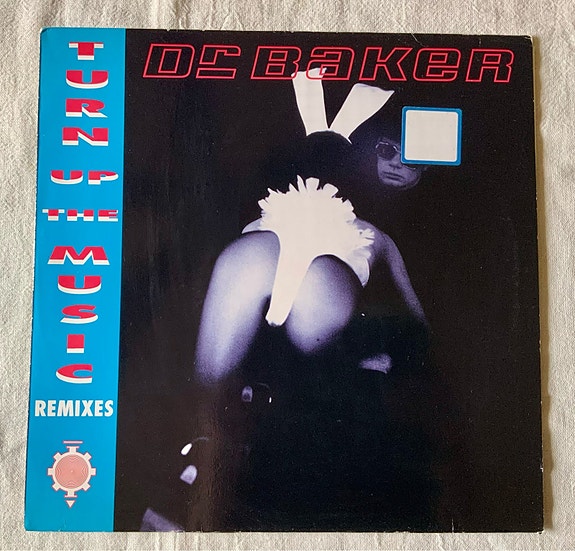 Dr BaKeR
TURN UP THE MUSIC
REMIXES